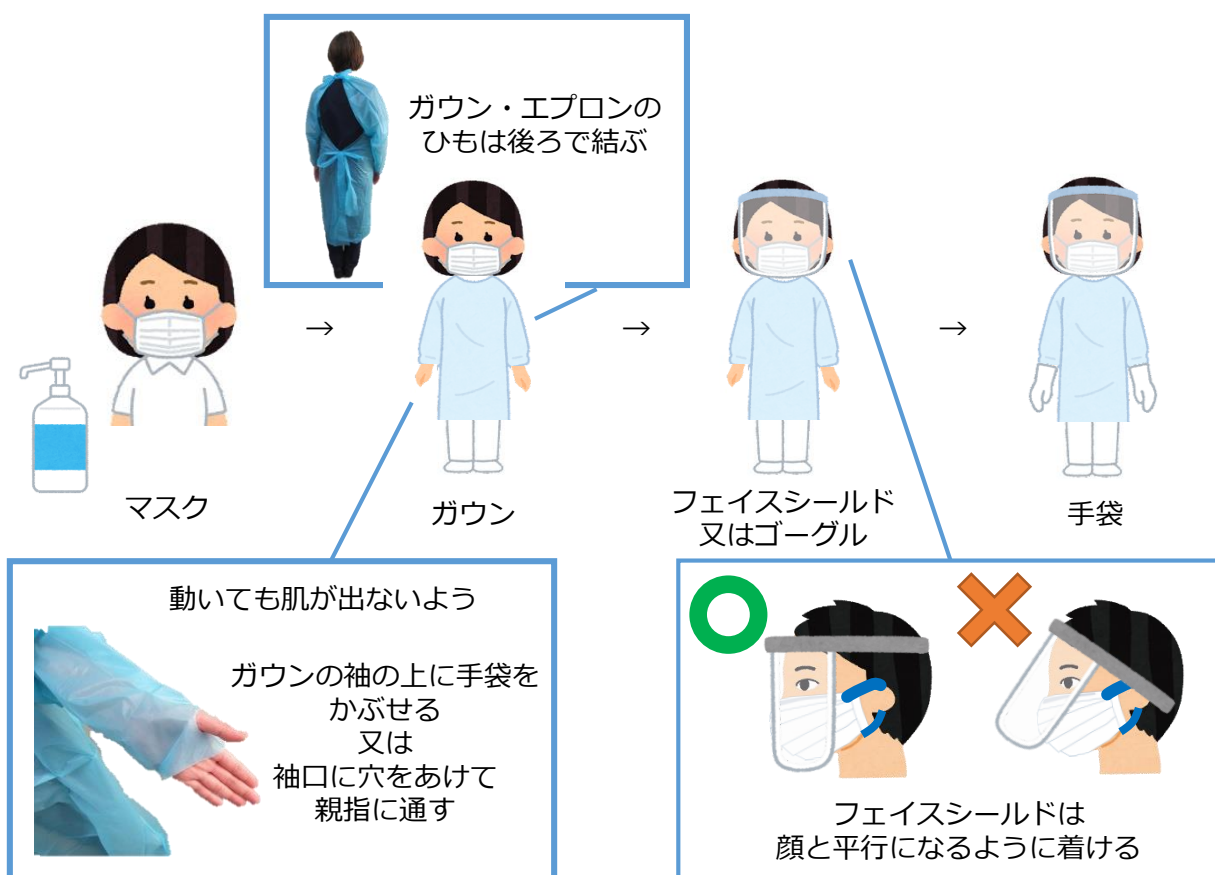 ガウン・エプロンの
ひもは後ろで結ぶ
→
→
→
マスク
ガウン
フェイスシールド
又はゴーグル
手袋
動いても肌が出ないよう
ガウンの袖の上に手袋を
かぶせる
又は
袖口に穴をあけて
親指に通す
フェイスシールドは
顔と平行になるように着ける